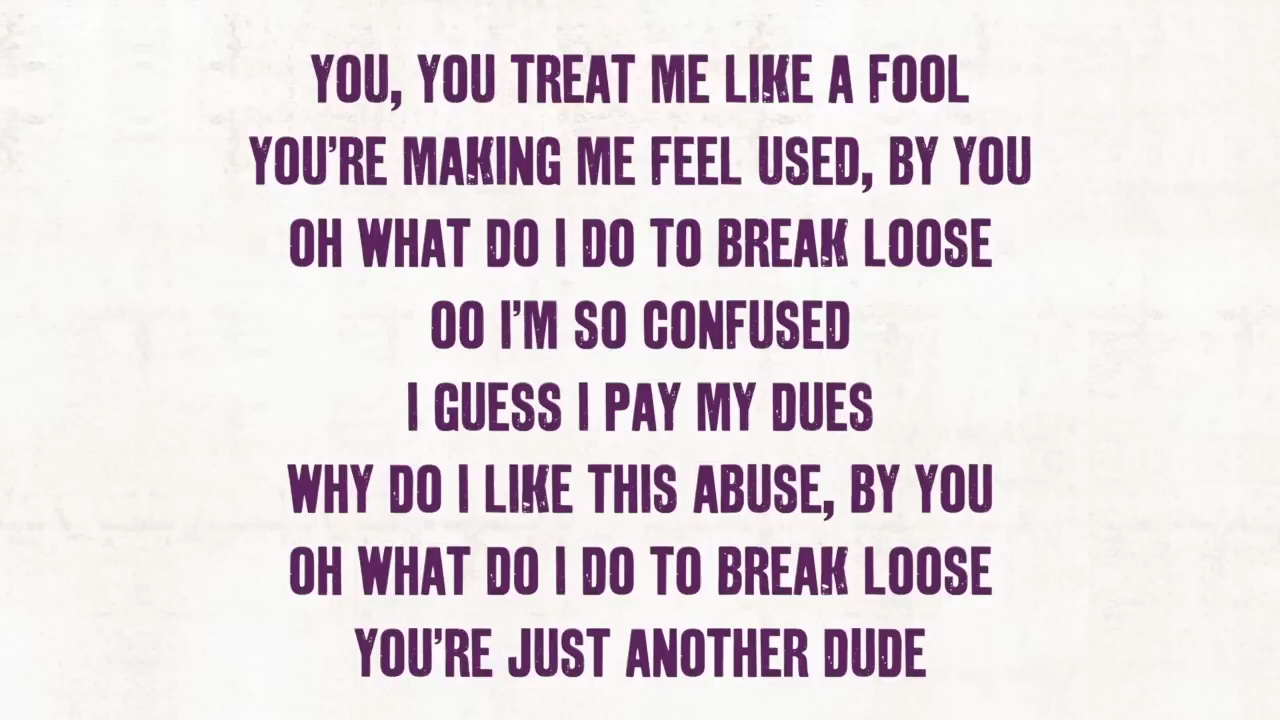 YOU, YOU TREAT ME LIKE A FOOL
YOU'RE MAKING ME FEEL USED, BY YOU
OH WHAT DO I DO TO BREAK LOOSE
OO I'M SO CONFUSED
I GUESS I PAY MY DUES
WHY DO I LIKE THIS ABUSE, BY YOU
OH WHAT DO I DO TO BREAK LOOSE
YOU'RE JUST ANOTHER DUDE